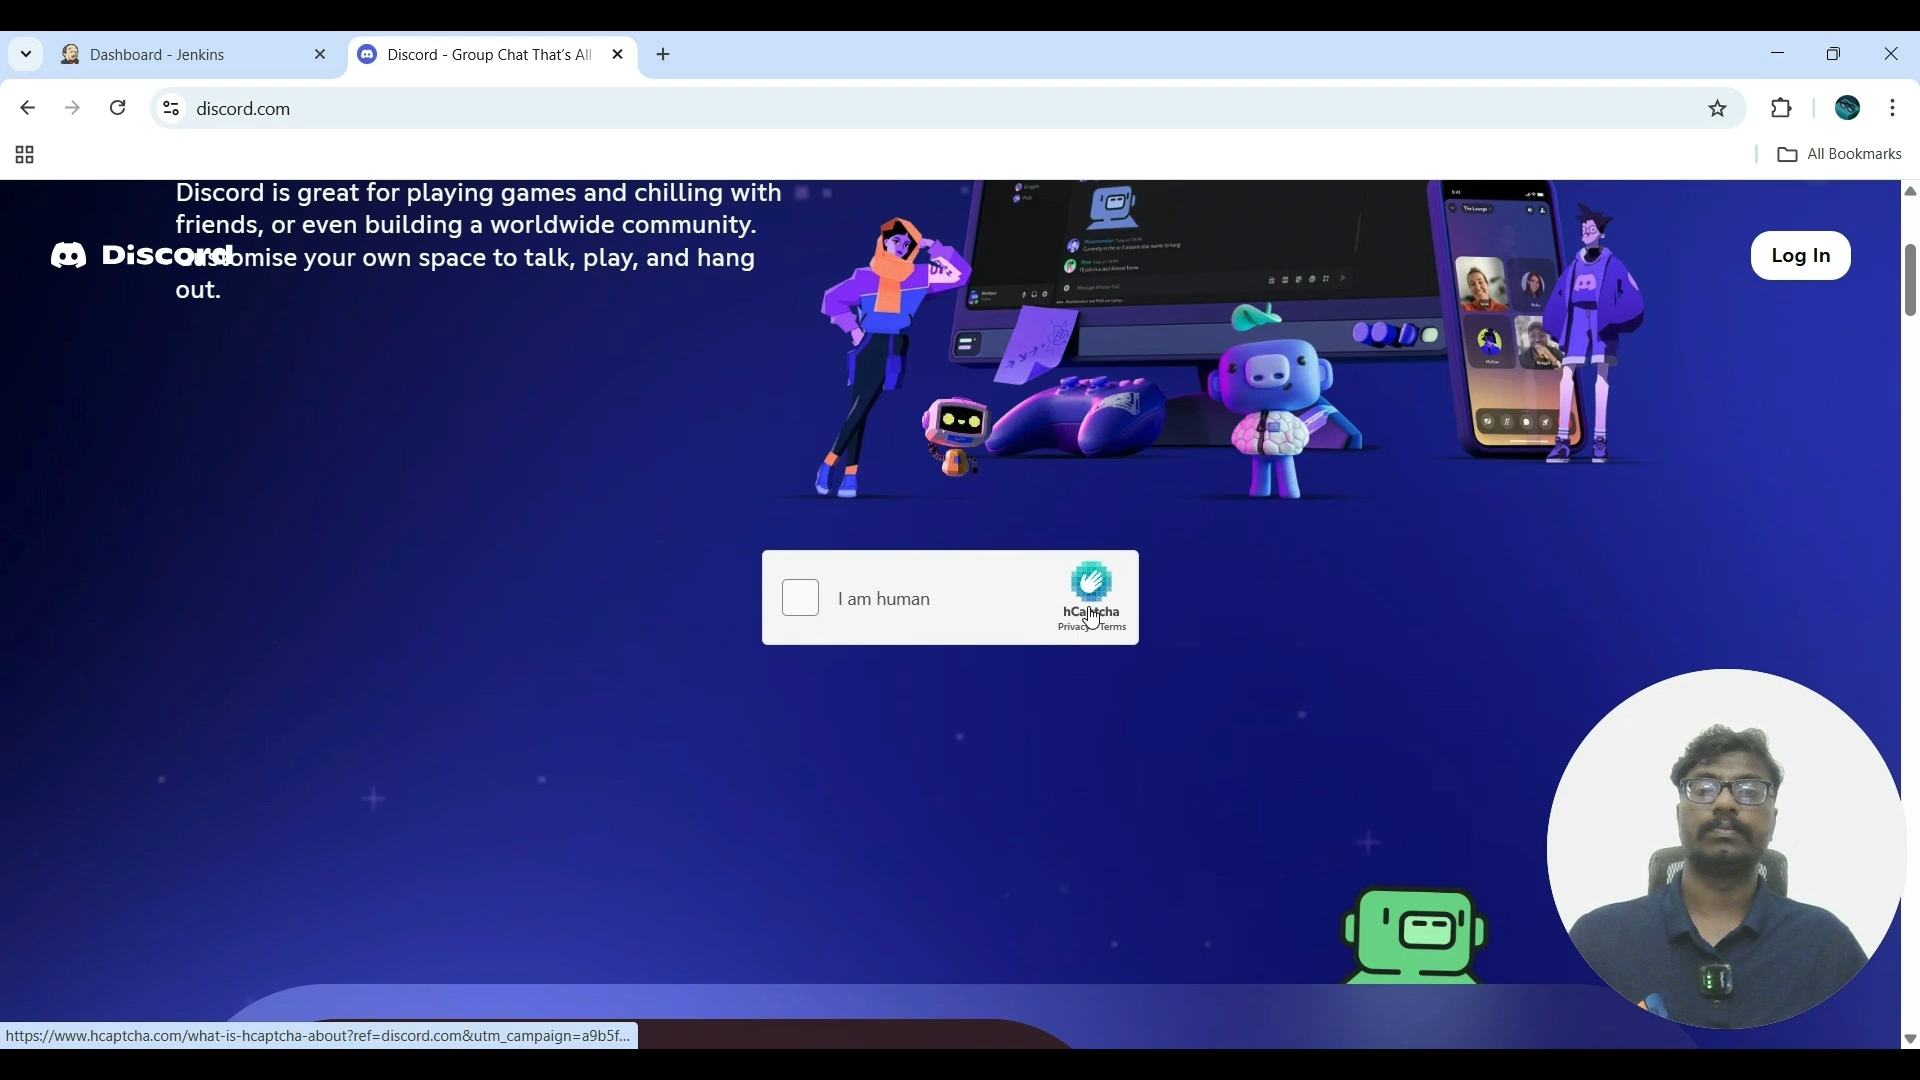 Dashboard - Jenkins
Discord - Group Chat That's All
discord.com
All Bookmarks
Discord is great for playing games and chilling with
friends, or even building a worldwide community.
Customise your own space to talk, play, and hang
out.
Discord
Log In
I am human
hCaptcha
Privacy Terms
https://www.hcaptcha.com/what-is-hcaptcha-about?ref=discord.com&utm_campaign=a9b5f...